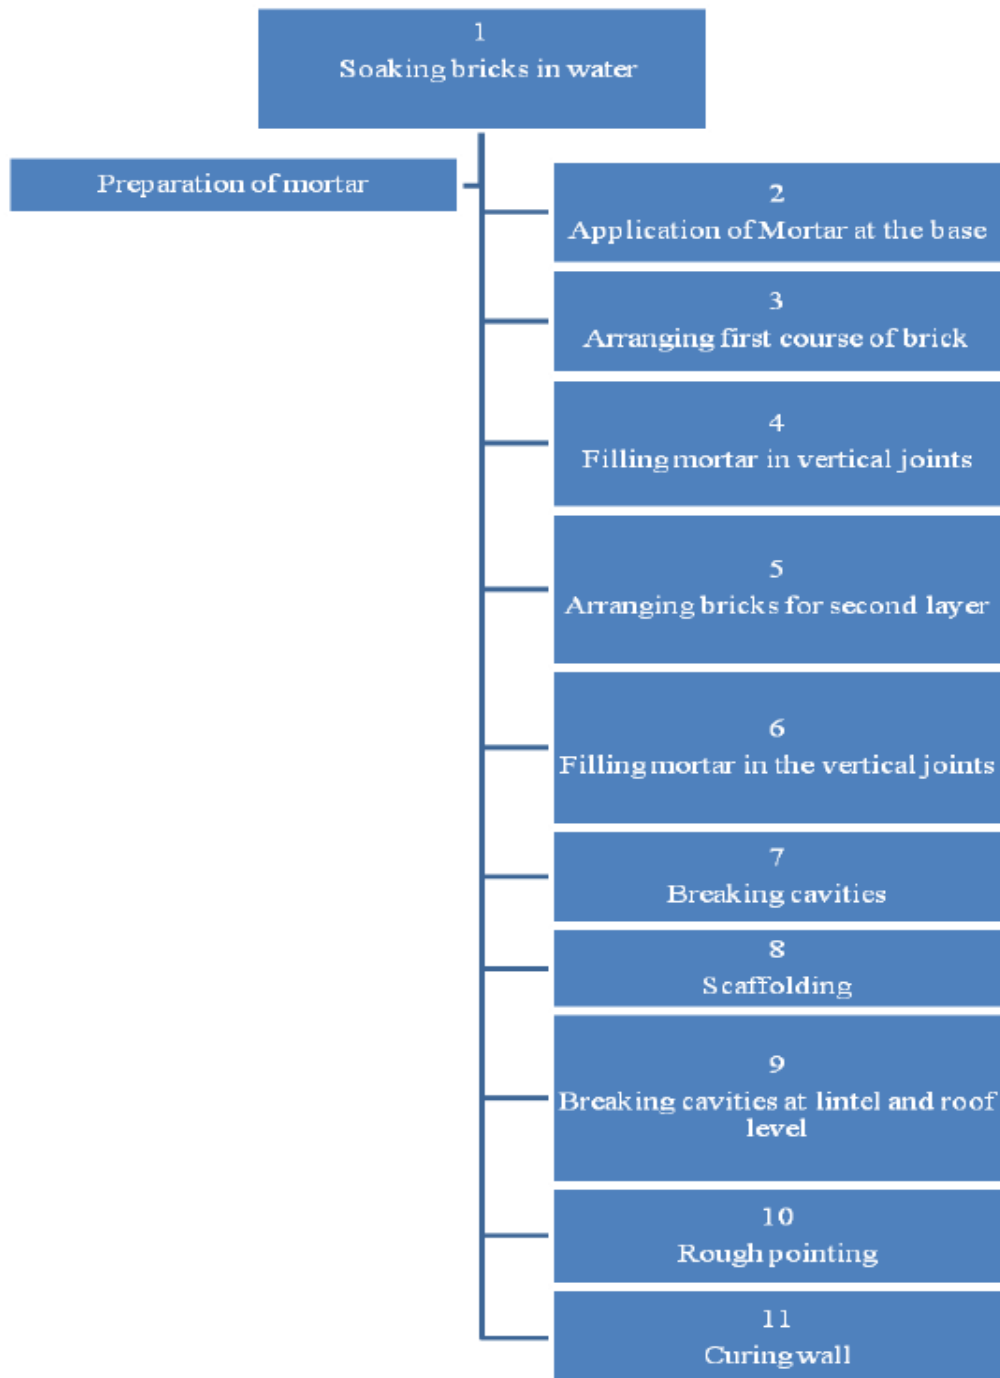 1
Soaking bricks in water
Preparation of mortar
2
Application of Mortar at the base
3
Arranging first course of brick
4
Filling mortar in vertical joints
5
Arranging bricks for second layer
6
Filling mortar in the vertical joints
7
Breaking cavities
8
Scaffolding
9
Breaking cavities at lintel and roof
level
10
Rough pointing
11
Curing wall